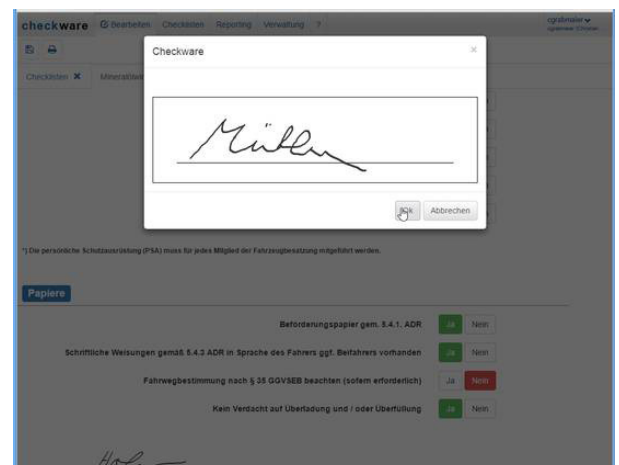 checkware Bearbeiten Checklisten Reporting Verwaltung ?
Checkware ×
Checklisten ✖
Müller
Ok Abbrechen
*) Die persönliche Schutzausrüstung (PSA) muss für jedes Mitglied der Fahrzeugbesatzung mitgeführt werden.
Papiere
Beförderungspapier gem. 5.4.1. ADR Ja Nein
Schriftliche Weisungen gemäß 5.4.3 ADR in Sprache des Fahrers ggf. Beifahrers vorhanden Ja Nein
Fahrwegbestimmung nach § 35 GGVSEB beachten (sofern erforderlich) Ja Nein
Kein Verdacht auf Überladung und / oder Überfüllung Ja Nein